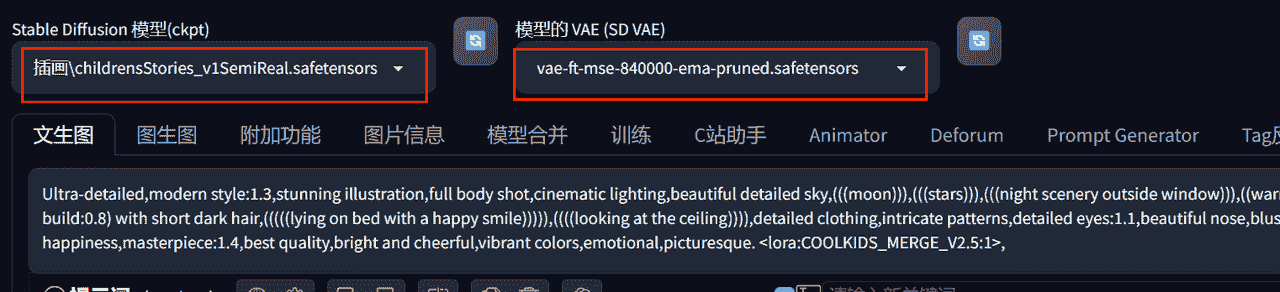 Stable Diffusion 模型(ckpt)
模型的 VAE (SD VAE)
插画\childrensStories_v1SemiReal.safetensors
vae-ft-mse-840000-ema-pruned.safetensors
文生图 图生图 附加功能 图片信息 模型合并 训练 C站助手 Animator Deforum Prompt Generator
Ultra-detailed,modern style:1.3,stunning illustration,full body shot,cinematic lighting,beautiful detailed sky,(((moon))),(((stars))),(((night scenery outside window))),((
build:0.8) with short dark hair,(((((lying on bed with a happy smile))))),((((looking at the ceiling)))),detailed clothing,intricate patterns,detailed eyes:1.1,beautiful nose,
happiness,masterpiece:1.4,best quality,bright and cheerful,vibrant colors,emotional,picturesque. <lora:COOLKIDS_MERGE_V2.5:1>,